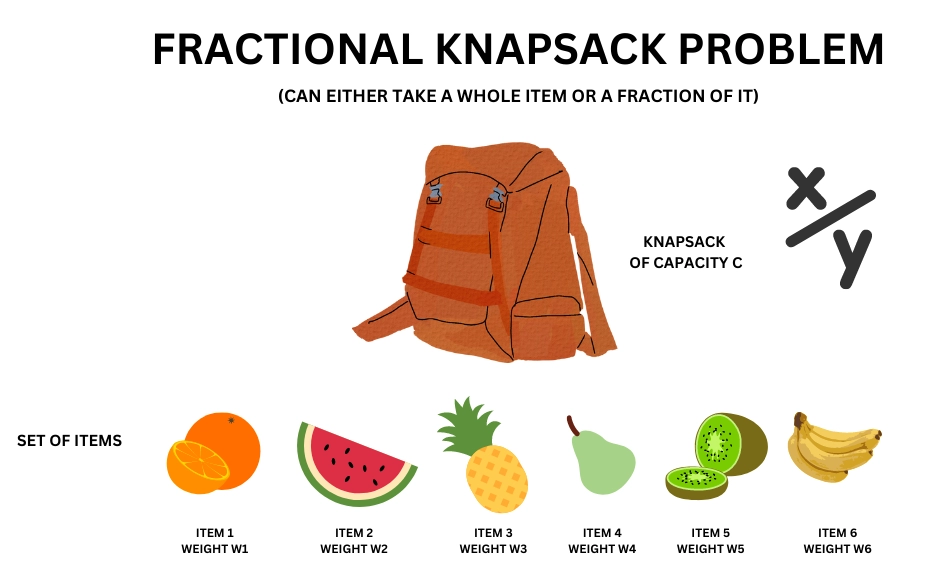 FRACTIONAL KNAPSACK PROBLEM
(CAN EITHER TAKE A WHOLE ITEM OR A FRACTION OF IT)
KNAPSACK
OF CAPACITY C
x/y
SET OF ITEMS
ITEM 1
WEIGHT W1
ITEM 2
WEIGHT W2
ITEM 3
WEIGHT W3
ITEM 4
WEIGHT W4
ITEM 5
WEIGHT W5
ITEM 6
WEIGHT W6